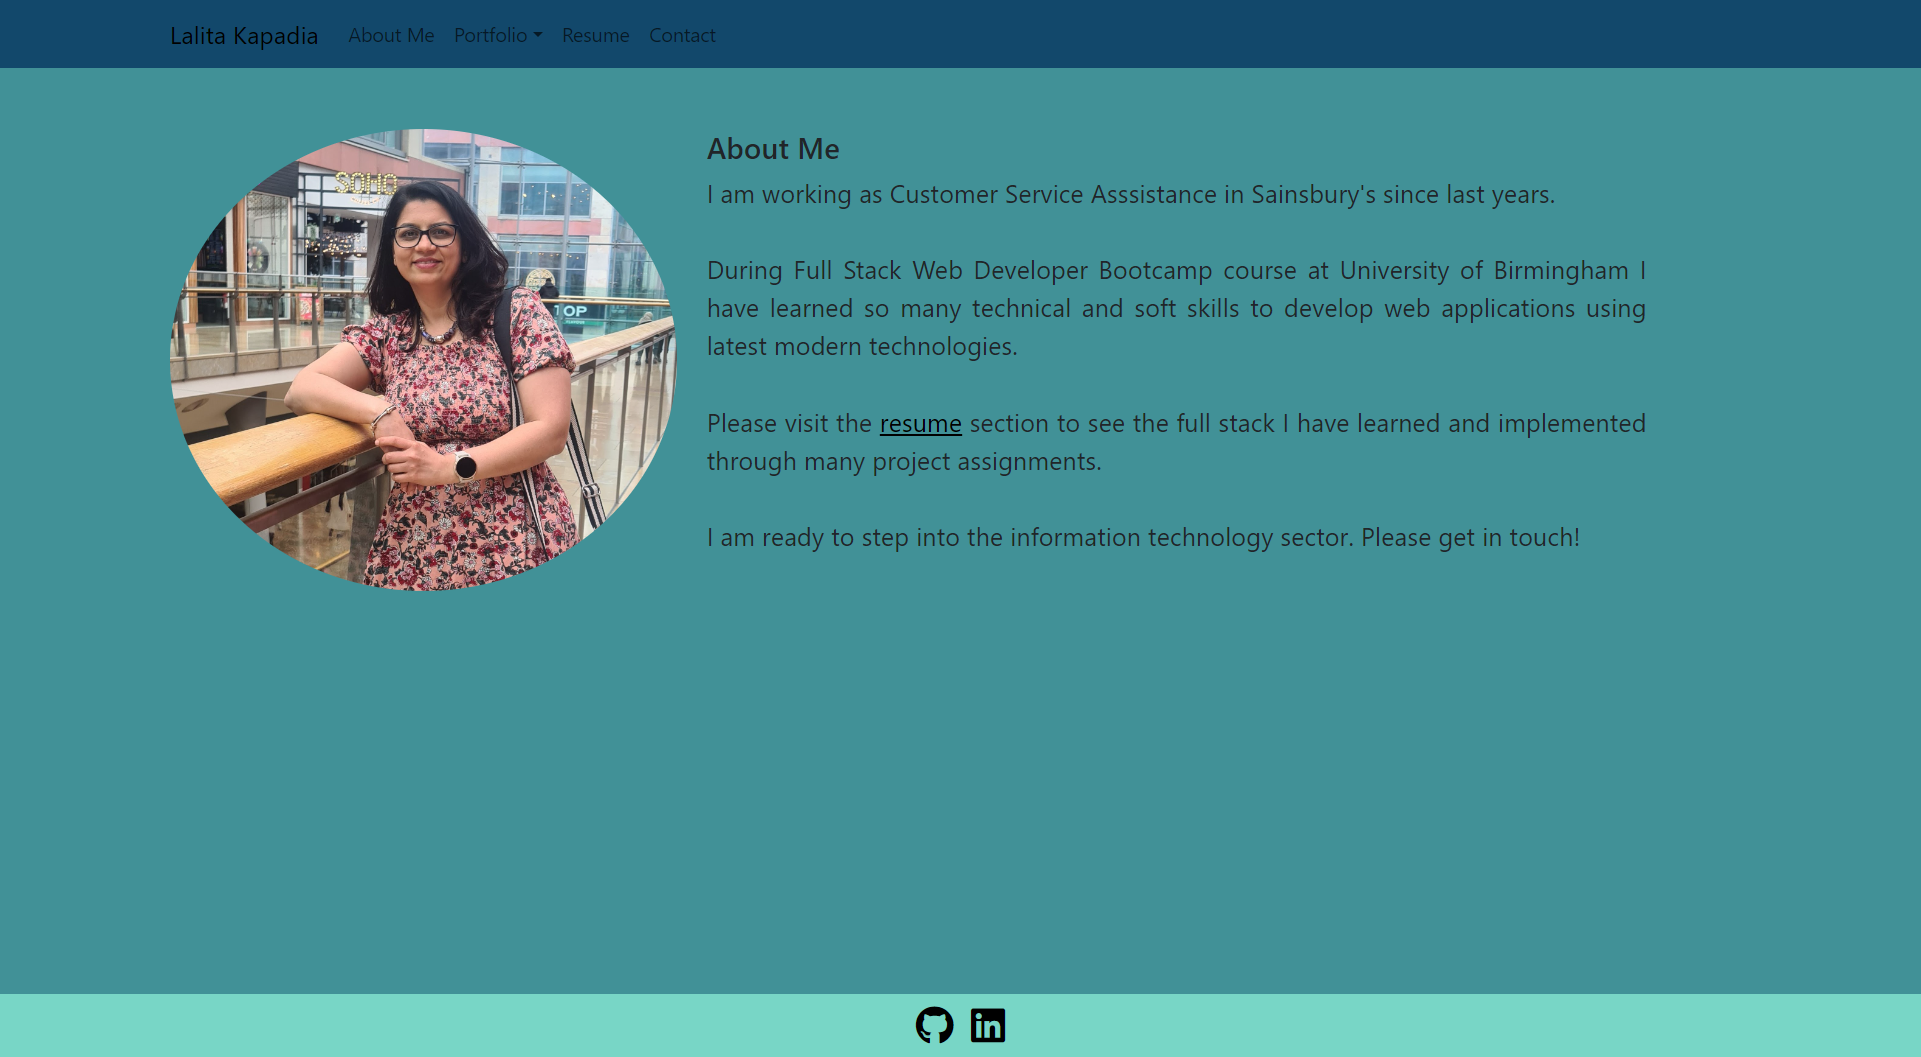 Lalita Kapadia About Me Portfolio Resume Contact
SOHO
TOP
About Me
I am working as Customer Service Asssistance in Sainsbury's since last years.
During Full Stack Web Developer Bootcamp course at University of Birmingham I
have learned so many technical and soft skills to develop web applications using
latest modern technologies.
Please visit the resume section to see the full stack I have learned and implemented
through many project assignments.
I am ready to step into the information technology sector. Please get in touch!
in